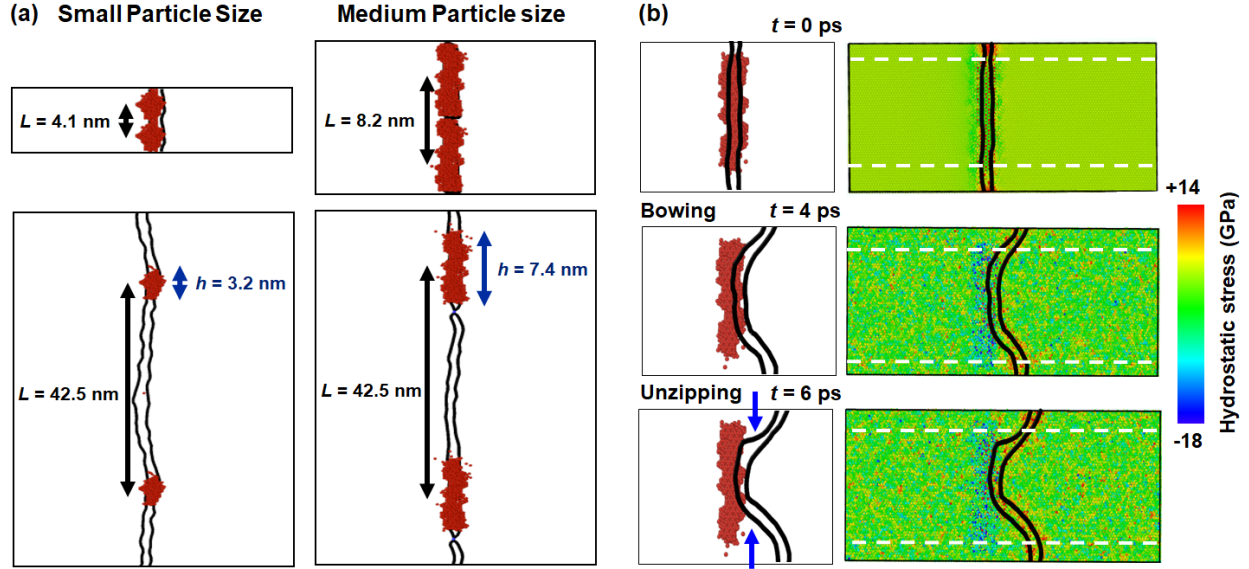 (a) Small Particle Size
Medium Particle size
L = 4.1 nm
L = 8.2 nm
h = 3.2 nm
h = 7.4 nm
L = 42.5 nm
L = 42.5 nm
(b)
t = 0 ps
Bowing t = 4 ps
Unzipping t = 6 ps
+14
Hydrostatic stress (GPa)
-18